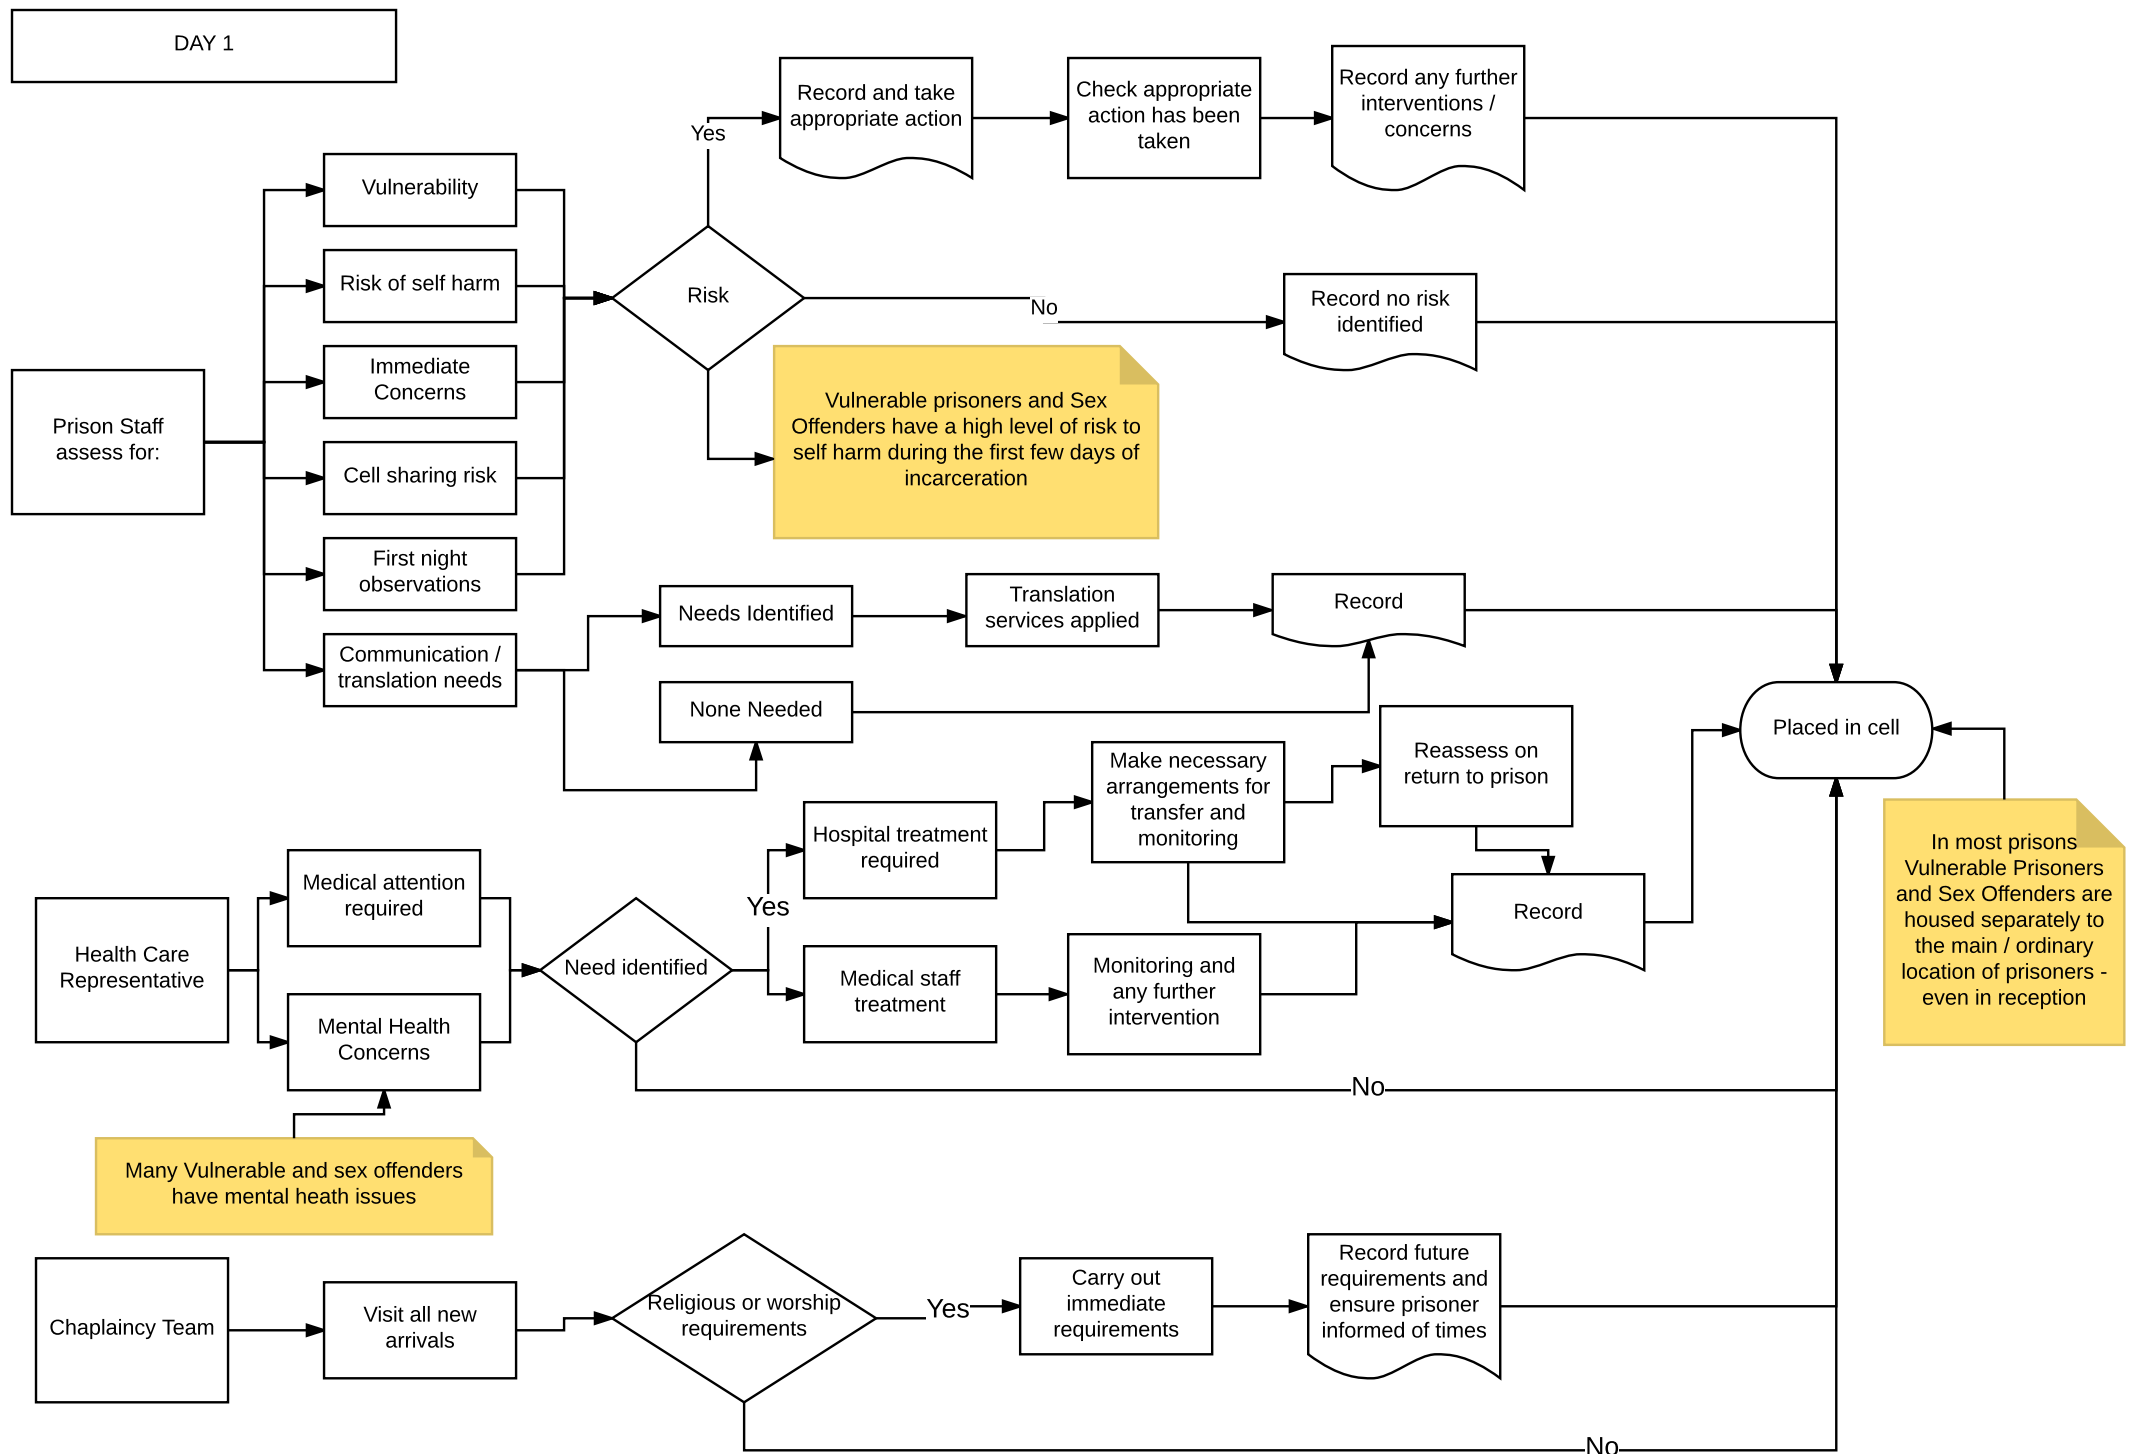 DAY 1
Record and take
appropriate action
Check appropriate
action has been
taken
Record any further
interventions /
concerns
Yes
Vulnerability
Risk of self harm
Immediate
Concerns
Cell sharing risk
First night
observations
Communication /
translation needs
Prison Staff
assess for:
Risk
No
Record no risk
identified
Vulnerable prisoners and Sex
Offenders have a high level of risk to
self harm during the first few days of
incarceration
Needs Identified
Translation
services applied
Record
None Needed
Placed in cell
Reassess on
return to prison
Make necessary
arrangements for
transfer and
monitoring
Hospital treatment
required
Medical attention
required
Yes
Record
In most prisons
Vulnerable Prisoners
and Sex Offenders are
housed separately to
the main / ordinary
location of prisoners -
even in reception
Health Care
Representative
Need identified
Medical staff
treatment
Monitoring and
any further
intervention
Mental Health
Concerns
No
Many Vulnerable and sex offenders
have mental heath issues
Chaplaincy Team
Visit all new
arrivals
Religious or worship
requirements
Yes
Carry out
immediate
requirements
Record future
requirements and
ensure prisoner
informed of times
No